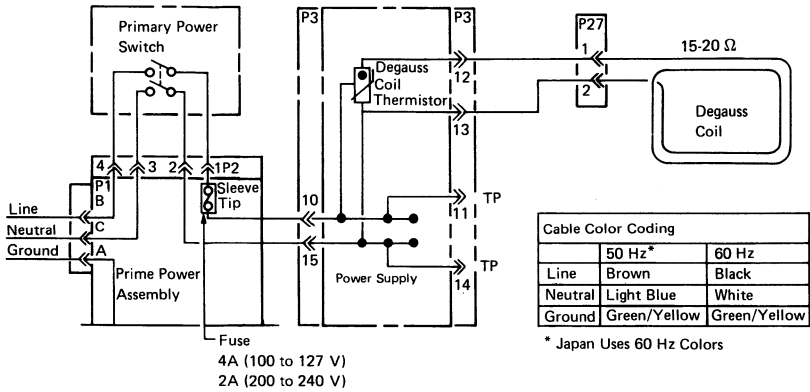 Primary Power
Switch
4
3
2
1
P2
P1
B
C
A
Line
Neutral
Ground
Sleeve
Tip
Prime Power
Assembly
Fuse
4A (100 to 127 V)
2A (200 to 240 V)
P3
P3
10
15
Degauss
Coil
Thermistor
12
13
11
TP
14
TP
Power Supply
P27
1
2
15-20 Ω
Degauss
Coil
Cable Color Coding
50 Hz* 60 Hz
Line Brown Black
Neutral Light Blue White
Ground Green/Yellow Green/Yellow
* Japan Uses 60 Hz Colors